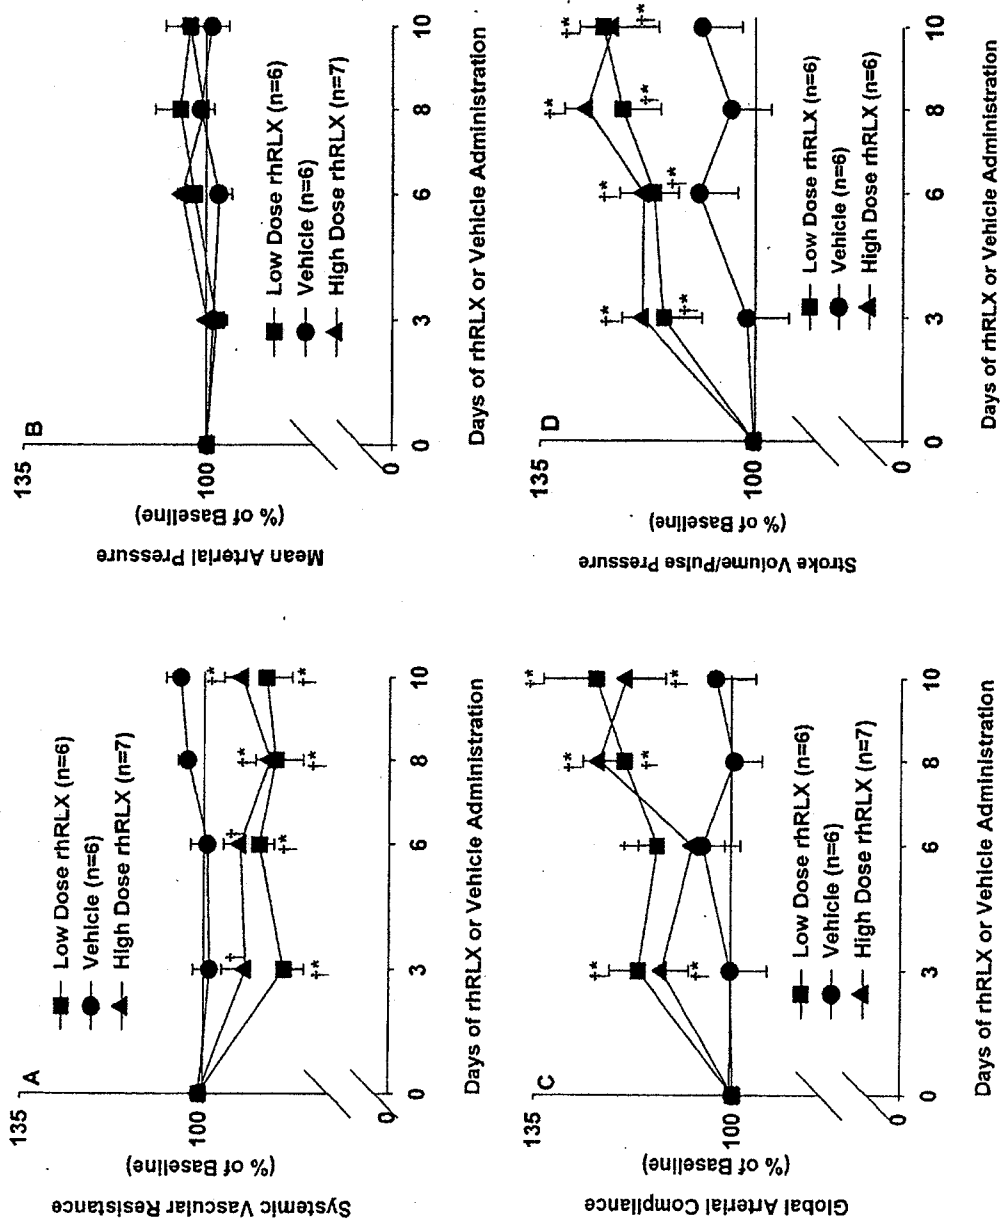 A
135
100
0
Systemic Vascular Resistance
(% of Baseline)
Low Dose rhRLX (n=6)
Vehicle (n=6)
High Dose rhRLX (n=7)
†
†
*†
*†
*†
*†
*†
*†
0
3
6
8
10
Days of rhRLX or Vehicle Administration
B
135
100
0
Mean Arterial Pressure
(% of Baseline)
Low Dose rhRLX (n=6)
Vehicle (n=6)
High Dose rhRLX (n=7)
0
3
6
8
10
Days of rhRLX or Vehicle Administration
C
135
100
0
Global Arterial Compliance
(% of Baseline)
*†
†
*†
*†
*†
*†
*†
Low Dose rhRLX (n=6)
Vehicle (n=6)
High Dose rhRLX (n=7)
0
3
6
8
10
Days of rhRLX or Vehicle Administration
D
135
100
0
Stroke Volume/Pulse Pressure
(% of Baseline)
*†
*†
*†
*†
*†
*†
*†
*†
Low Dose rhRLX (n=6)
Vehicle (n=6)
High Dose rhRLX (n=6)
0
3
6
8
10
Days of rhRLX or Vehicle Administration